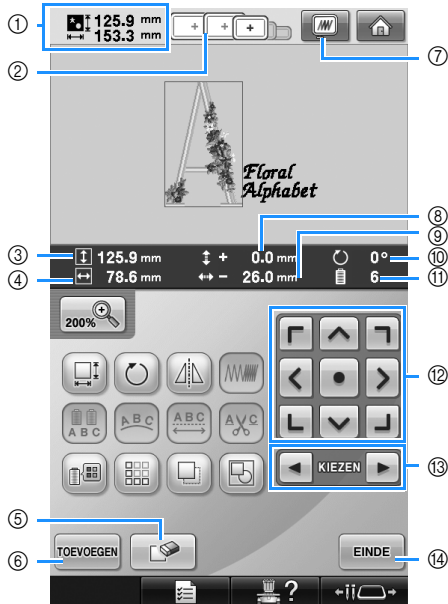 ① 125.9 mm
153.3 mm
②
⑦
Floral
Alphabet
③ 125.9 mm + 0.0 mm 0° ⑧ ⑩
④ 78.6 mm − 26.0 mm 6 ⑨ ⑪
200%
⑫
A B C A B C A B C A C
⑬
KIEZEN
⑤
⑥ TOEVOEGEN
EINDE ⑭
?